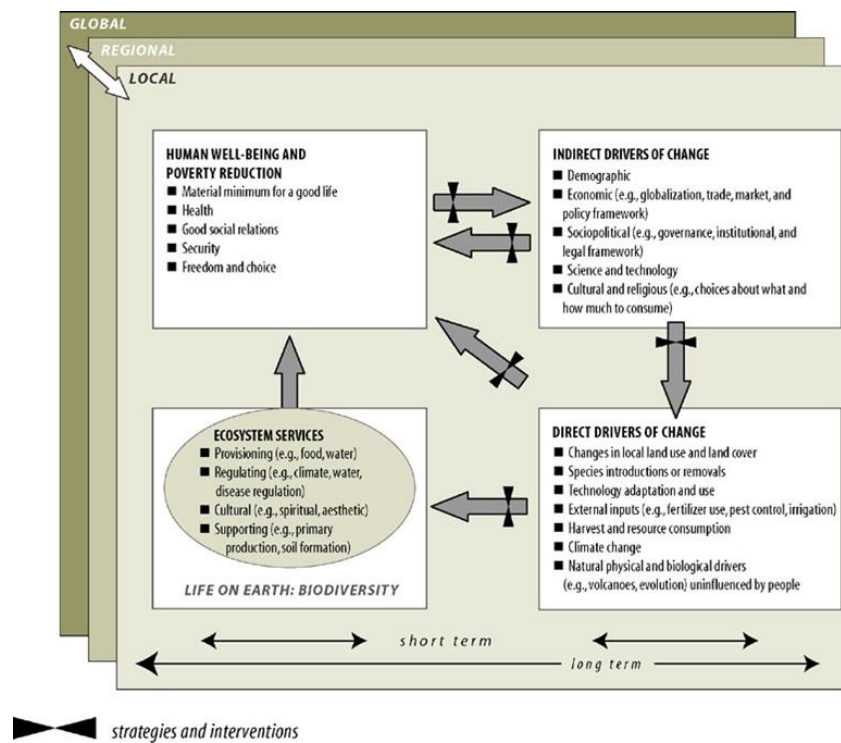 GLOBAL
REGIONAL
LOCAL
HUMAN WELL-BEING AND
POVERTY REDUCTION
■ Material minimum for a good life
■ Health
■ Good social relations
■ Security
■ Freedom and choice
INDIRECT DRIVERS OF CHANGE
■ Demographic
■ Economic (e.g., globalization, trade, market, and
policy framework)
■ Sociopolitical (e.g., governance, institutional, and
legal framework)
■ Science and technology
■ Cultural and religious (e.g., choices about what and
how much to consume)
ECOSYSTEM SERVICES
■ Provisioning (e.g., food, water)
■ Regulating (e.g., climate, water,
disease regulation)
■ Cultural (e.g., spiritual, aesthetic)
■ Supporting (e.g., primary
production, soil formation)
LIFE ON EARTH: BIODIVERSITY
DIRECT DRIVERS OF CHANGE
■ Changes in local land use and land cover
■ Species introductions or removals
■ Technology adaptation and use
■ External inputs (e.g., fertilizer use, pest control, irrigation)
■ Harvest and resource consumption
■ Climate change
■ Natural physical and biological drivers
(e.g., volcanoes, evolution) uninfluenced by people
short term
long term
strategies and interventions